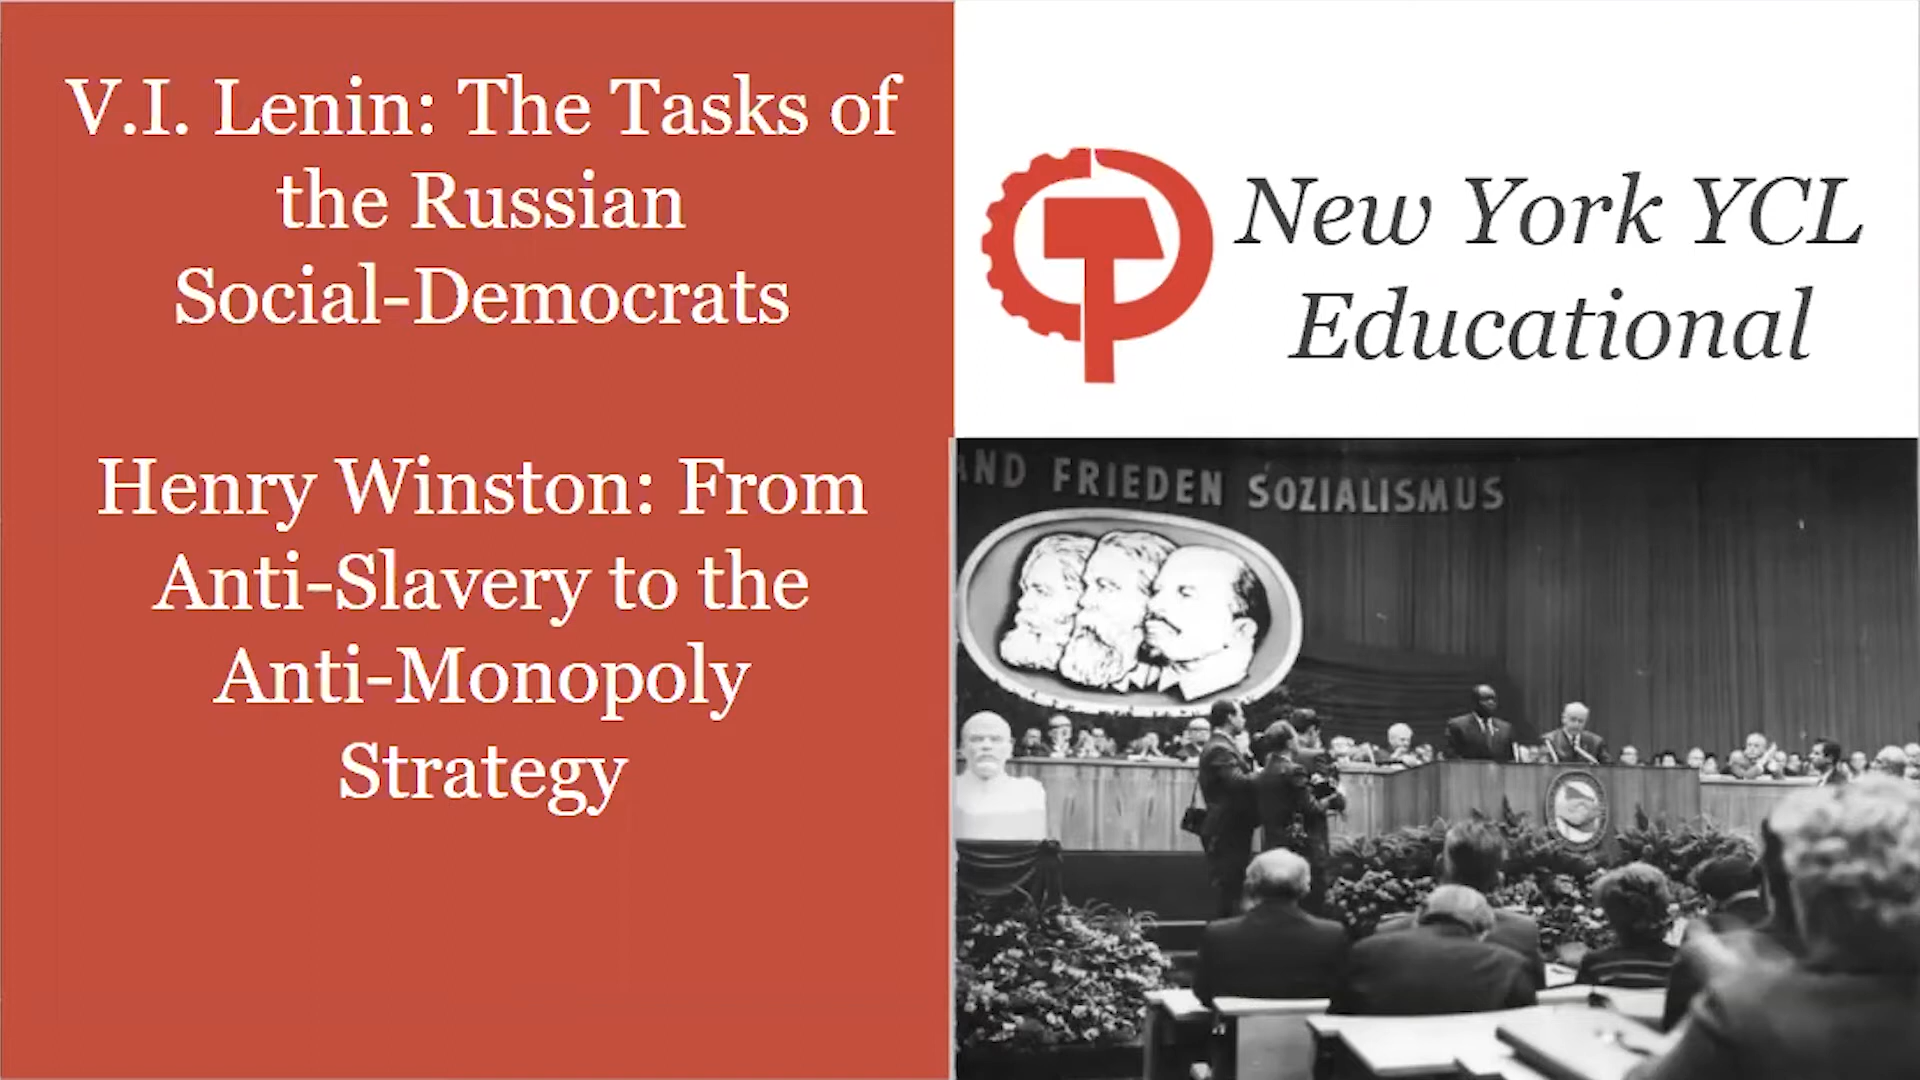 V.I. Lenin: The Tasks of
the Russian
Social-Democrats
Henry Winston: From
Anti-Slavery to the
Anti-Monopoly
Strategy
New York YCL
Educational
AND FRIEDEN SOZIALISMUS